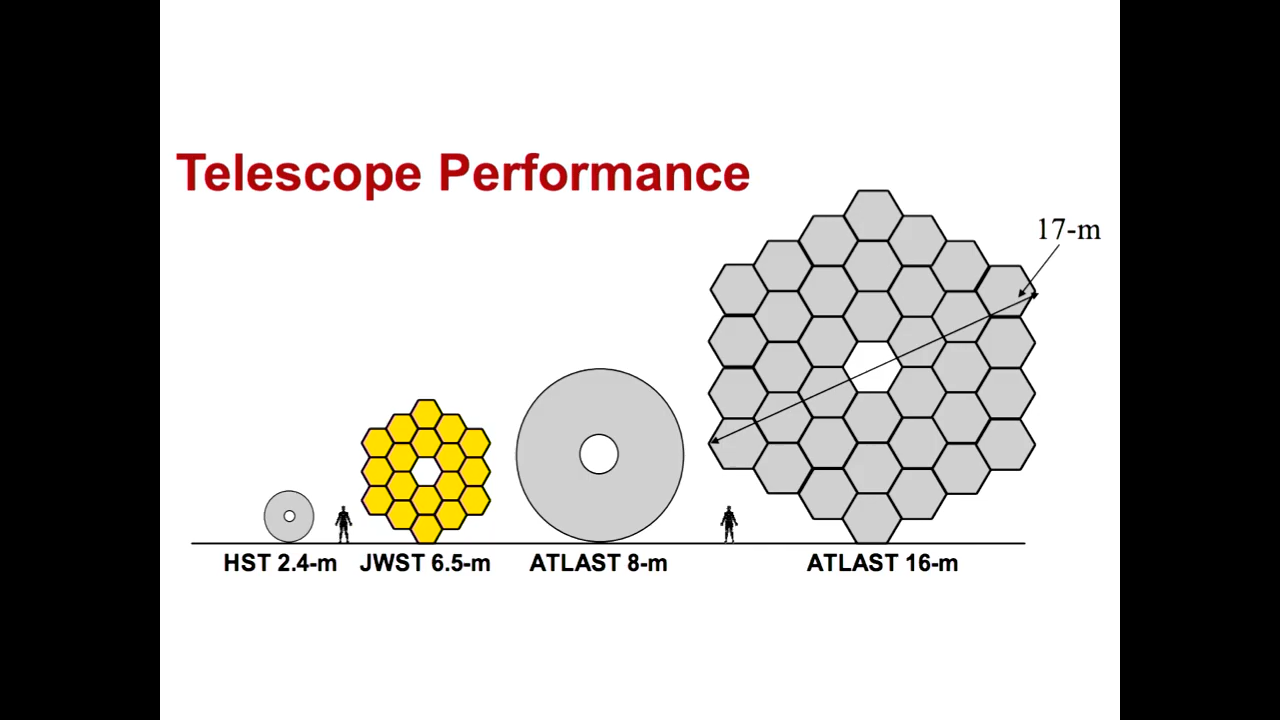 Telescope Performance
17-m
HST 2.4-m JWST 6.5-m ATLAST 8-m ATLAST 16-m